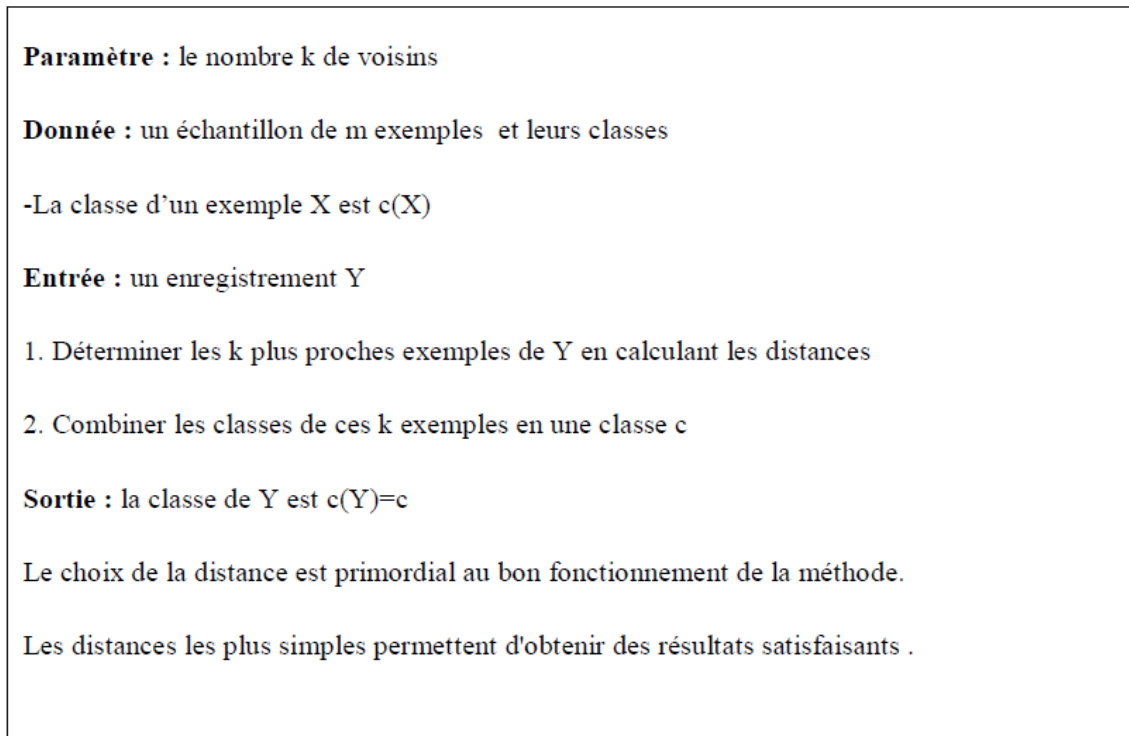 Paramètre : le nombre k de voisins
Donnée : un échantillon de m exemples et leurs classes
-La classe d’un exemple X est c(X)
Entrée : un enregistrement Y
1. Déterminer les k plus proches exemples de Y en calculant les distances
2. Combiner les classes de ces k exemples en une classe c
Sortie : la classe de Y est c(Y)=c
Le choix de la distance est primordial au bon fonctionnement de la méthode.
Les distances les plus simples permettent d'obtenir des résultats satisfaisants .